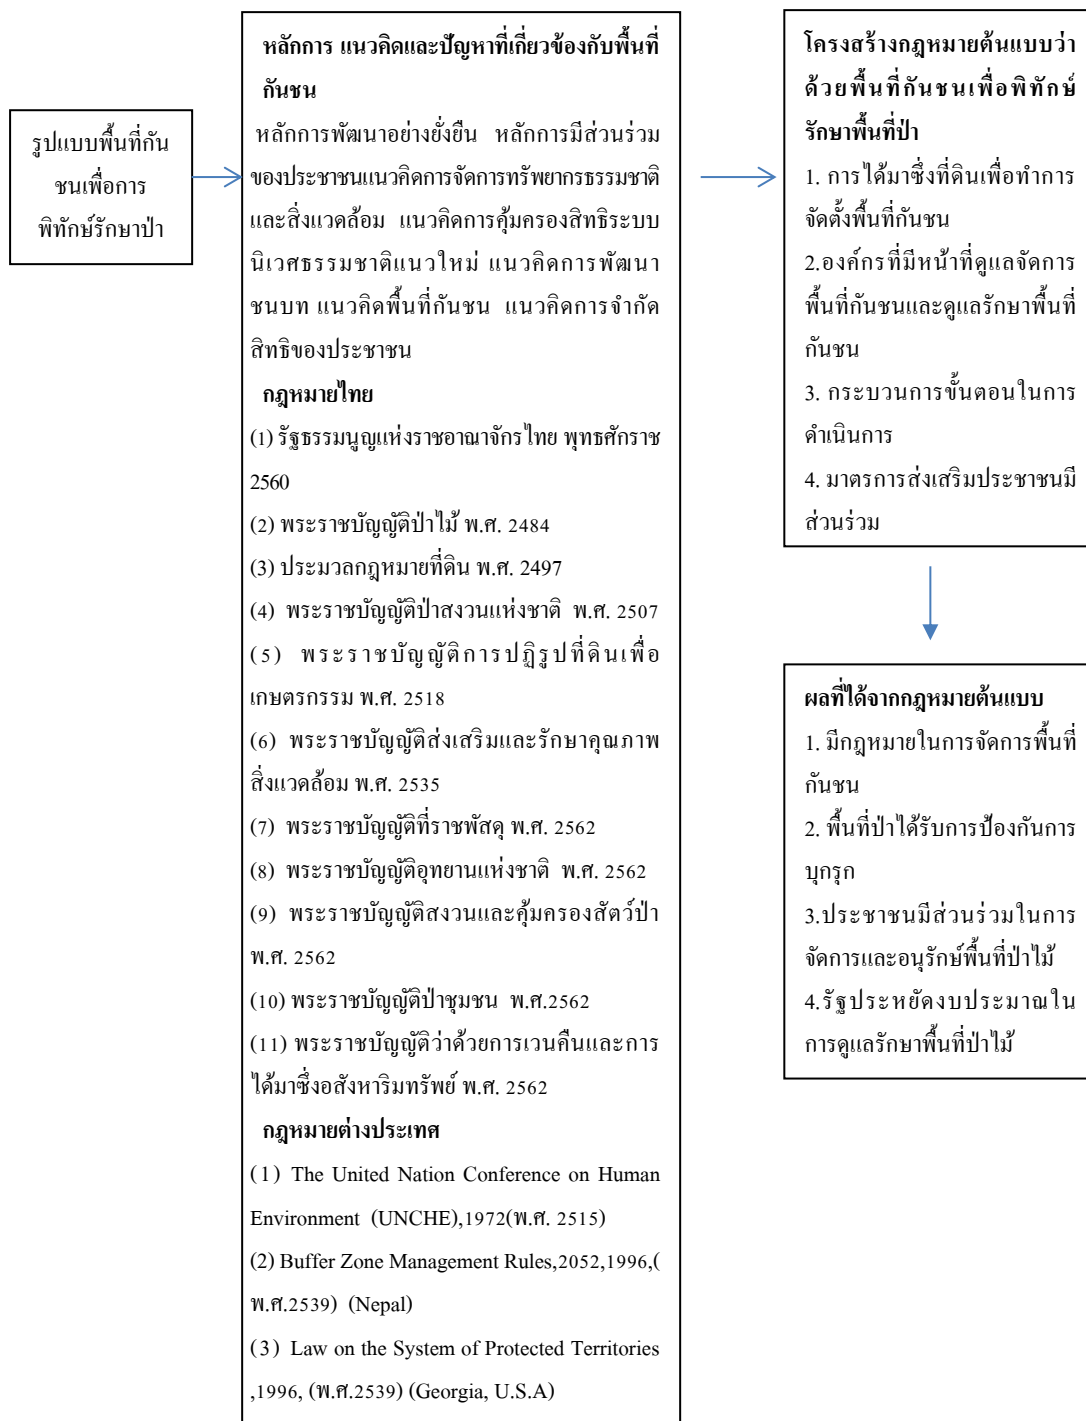 รูปแบบพื้นที่กัน
ชนเพื่อการ
พิทักษ์รักษาป่า
หลักการ แนวคิดและปัญหาที่เกี่ยวข้องกับพื้นที่
กันชน
หลักการพัฒนาอย่างยั่งยืน หลักการมีส่วนร่วม
ของประชาชนแนวคิดการจัดการทรัพยากรธรรมชาติ
และสิ่งแวดล้อม แนวคิดการคุ้มครองสิทธิระบบ
นิเวศธรรมชาติแนวใหม่ แนวคิดการพัฒนา
ชนบท แนวคิดพื้นที่กันชน แนวคิดการจำกัด
สิทธิของประชาชน
กฎหมายไทย
(1) รัฐธรรมนูญแห่งราชอาณาจักรไทย พุทธศักราช
2560
(2) พระราชบัญญัติป่าไม้ พ.ศ. 2484
(3) ประมวลกฎหมายที่ดิน พ.ศ. 2497
(4) พระราชบัญญัติป่าสงวนแห่งชาติ พ.ศ. 2507
(5) พระราชบัญญัติการปฏิรูปที่ดินเพื่อ
เกษตรกรรม พ.ศ. 2518
(6) พระราชบัญญัติส่งเสริมและรักษาคุณภาพ
สิ่งแวดล้อม พ.ศ. 2535
(7) พระราชบัญญัติที่ราชพัสดุ พ.ศ. 2562
(8) พระราชบัญญัติอุทยานแห่งชาติ พ.ศ. 2562
(9) พระราชบัญญัติสงวนและคุ้มครองสัตว์ป่า
พ.ศ. 2562
(10) พระราชบัญญัติป่าชุมชน พ.ศ.2562
(11) พระราชบัญญัติว่าด้วยการเวนคืนและการ
ได้มาซึ่งอสังหาริมทรัพย์ พ.ศ. 2562
กฎหมายต่างประเทศ
(1) The United Nation Conference on Human
Environment (UNCHE),1972(พ.ศ. 2515)
(2) Buffer Zone Management Rules,2052,1996,(
พ.ศ.2539) (Nepal)
(3) Law on the System of Protected Territories
,1996, (พ.ศ.2539) (Georgia, U.S.A)
โครงสร้างกฎหมายต้นแบบว่า
ด้วยพื้นที่กันชนเพื่อพิทักษ์
รักษาพื้นที่ป่า
1. การได้มาซึ่งที่ดินเพื่อทำการ
จัดตั้งพื้นที่กันชน
2.องค์กรที่มีหน้าที่ดูแลจัดการ
พื้นที่กันชนและดูแลรักษาพื้นที่
กันชน
3. กระบวนการขั้นตอนในการ
ดำเนินการ
4. มาตรการส่งเสริมประชาชนมี
ส่วนร่วม
ผลที่ได้จากกฎหมายต้นแบบ
1. มีกฎหมายในการจัดการพื้นที่
กันชน
2. พื้นที่ป่าได้รับการป้องกันการ
บุกรุก
3.ประชาชนมีส่วนร่วมในการ
จัดการและอนุรักษ์พื้นที่ป่าไม้
4.รัฐประหยัดงบประมาณใน
การดูแลรักษาพื้นที่ป่าไม้